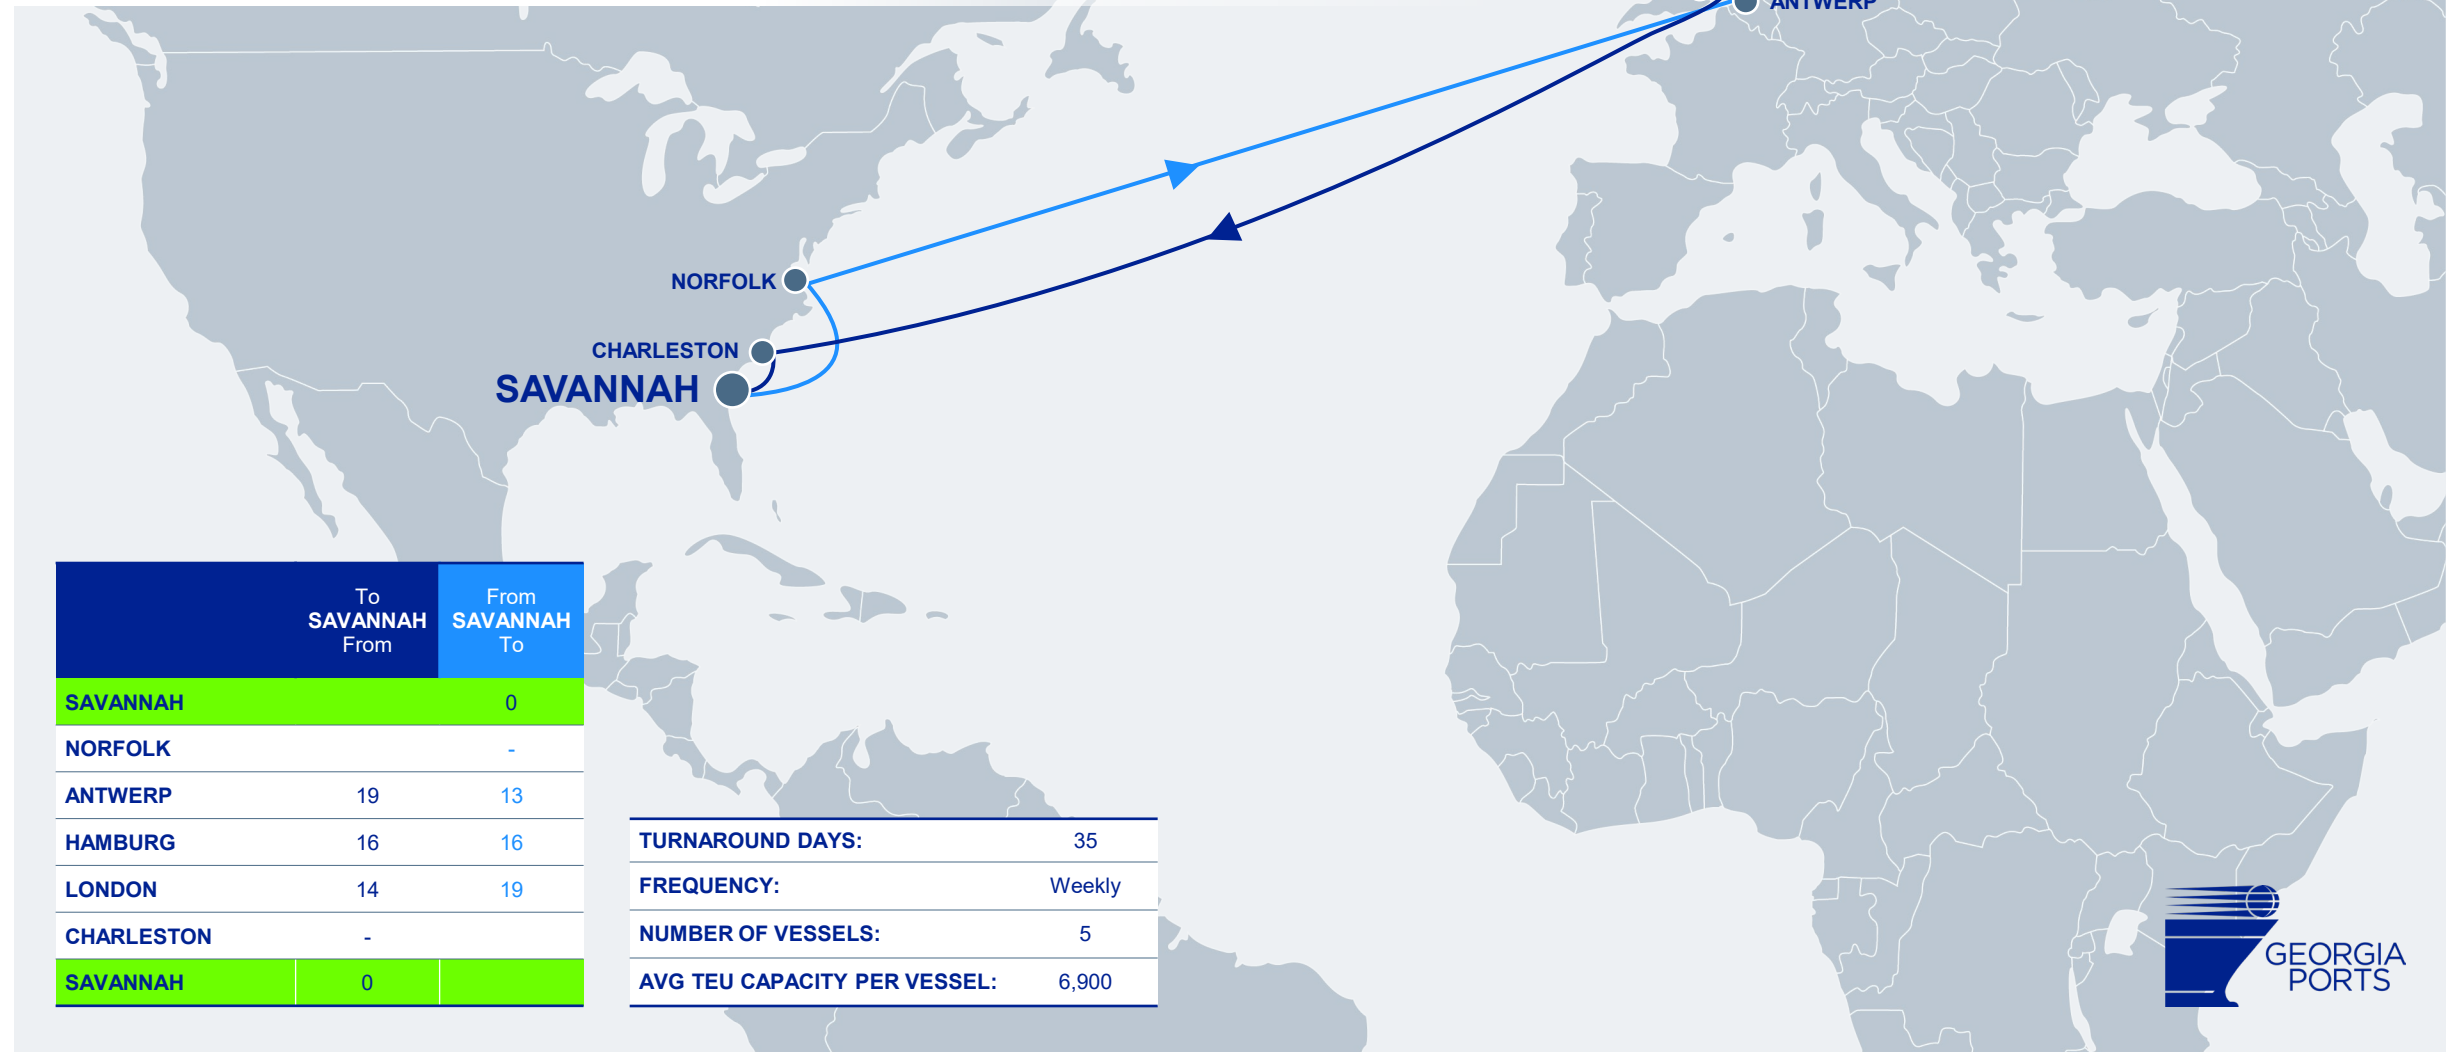 ANTWERP
NORFOLK
CHARLESTON
SAVANNAH
To SAVANNAH From
From SAVANNAH To
SAVANNAH 0
NORFOLK -
ANTWERP 19 13
HAMBURG 16 16
LONDON 14 19
CHARLESTON -
SAVANNAH 0
TURNAROUND DAYS: 35
FREQUENCY: Weekly
NUMBER OF VESSELS: 5
AVG TEU CAPACITY PER VESSEL: 6,900
GEORGIA
PORTS